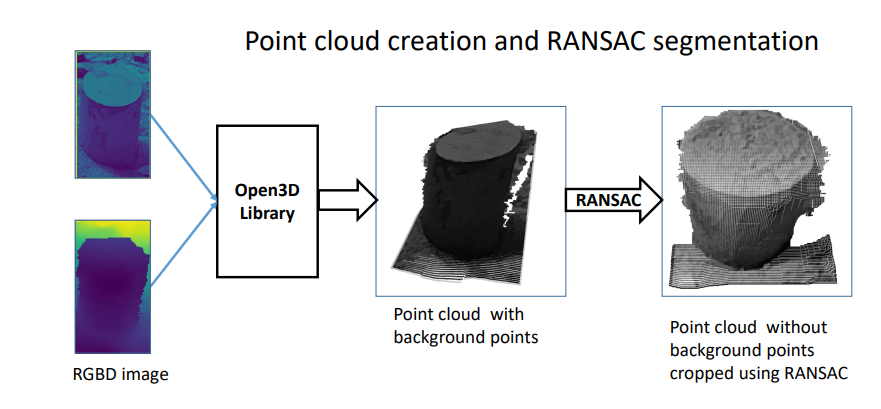 Point cloud creation and RANSAC segmentation
Open3D
Library
RANSAC
RGBD image
Point cloud with
background points
Point cloud without
background points
cropped using RANSAC